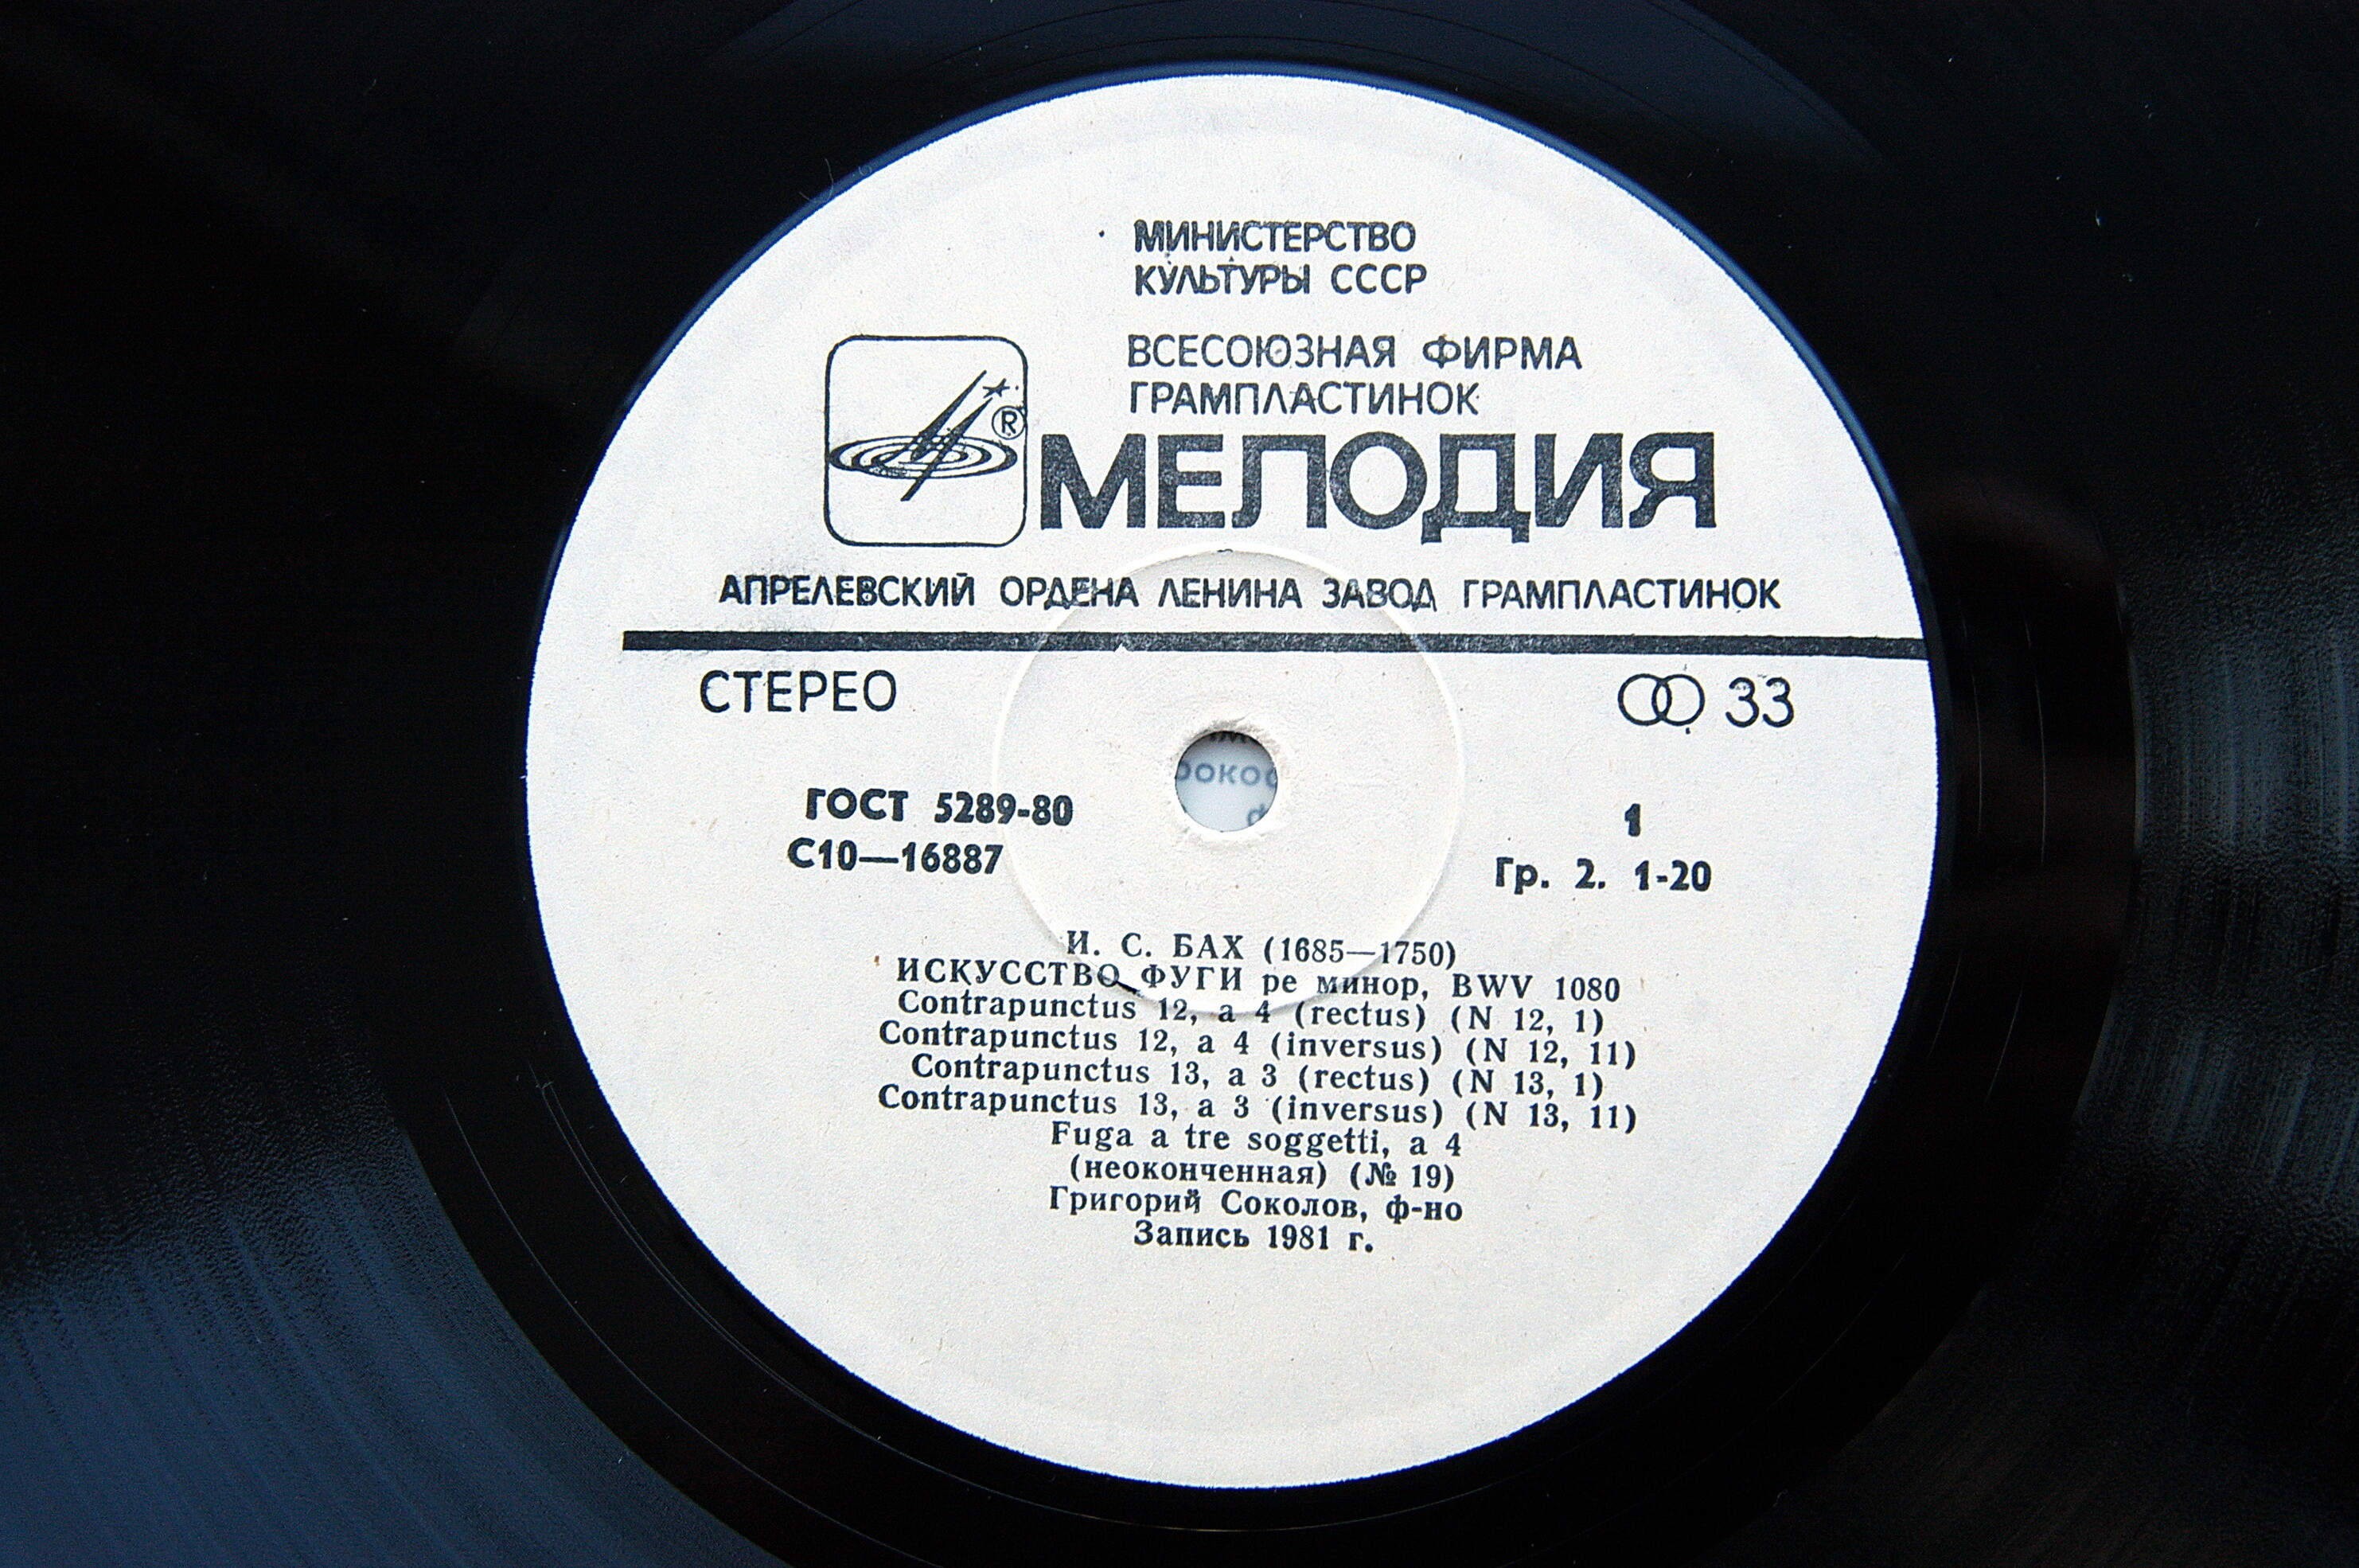 МИНИСТЕРСТВО
КУЛЬТУРЫ СССР
ВСЕСОЮЗНАЯ ФИРМА
ГРАМПЛАСТИНОК
®
МЕЛОДИЯ
АПРЕЛЕВСКИЙ ОРДЕНА ЛЕНИНА ЗАВОД ГРАМПЛАСТИНОК
СТЕРЕО 33
ГОСТ 5289-80 1
С10—16887 Гр. 2. 1-20
И. С. БАХ (1685—1750)
ИСКУССТВО ФУГИ ре минор, BWV 1080
Contrapunctus 12, a 4 (rectus) (N 12, 1)
Contrapunctus 12, a 4 (inversus) (N 12, 11)
Contrapunctus 13, a 3 (rectus) (N 13, 1)
Contrapunctus 13, a 3 (inversus) (N 13, 11)
Fuga a tre soggetti, a 4
(неоконченная) (№ 19)
Григорий Соколов, ф-но
Запись 1981 г.